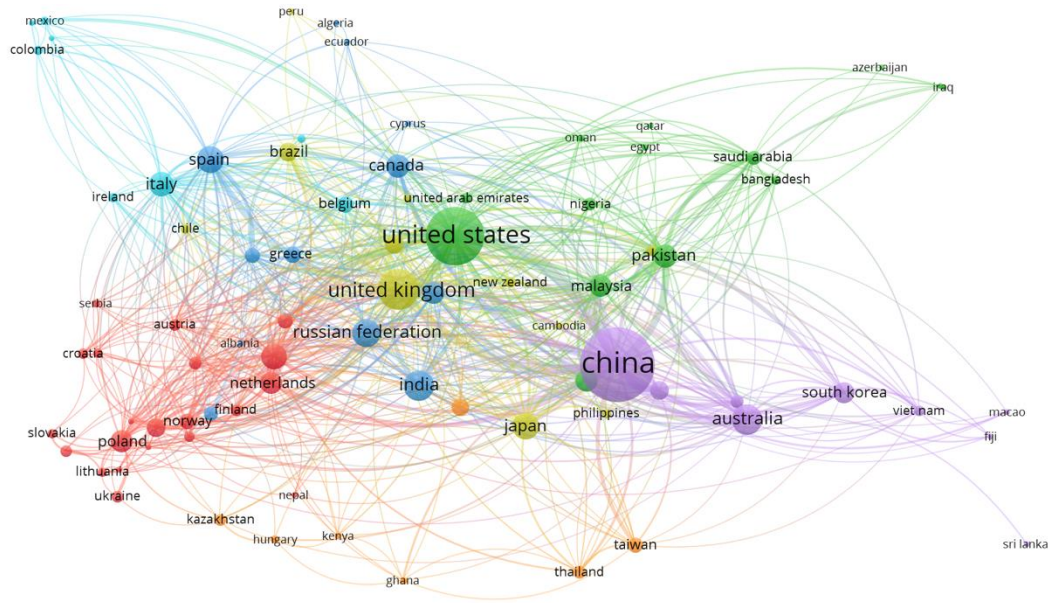 peru
mexico
algeria
ecuador
colombia
azerbaijan
iraq
cyprus
qatar
oman
egypt
brazil
saudi arabia
spain
canada
bangladesh
italy
ireland
belgium
united arab emirates
nigeria
chile
united states
greece
pakistan
new zealand
malaysia
united kingdom
serbia
austria
russian federation
cambodia
albania
croatia
china
netherlands
india
south korea
finland
viet nam
macao
norway
philippines
australia
japan
slovakia
poland
fiji
lithuania
ukraine
nepal
kazakhstan
hungary
kenya
taiwan
sri lanka
thailand
ghana